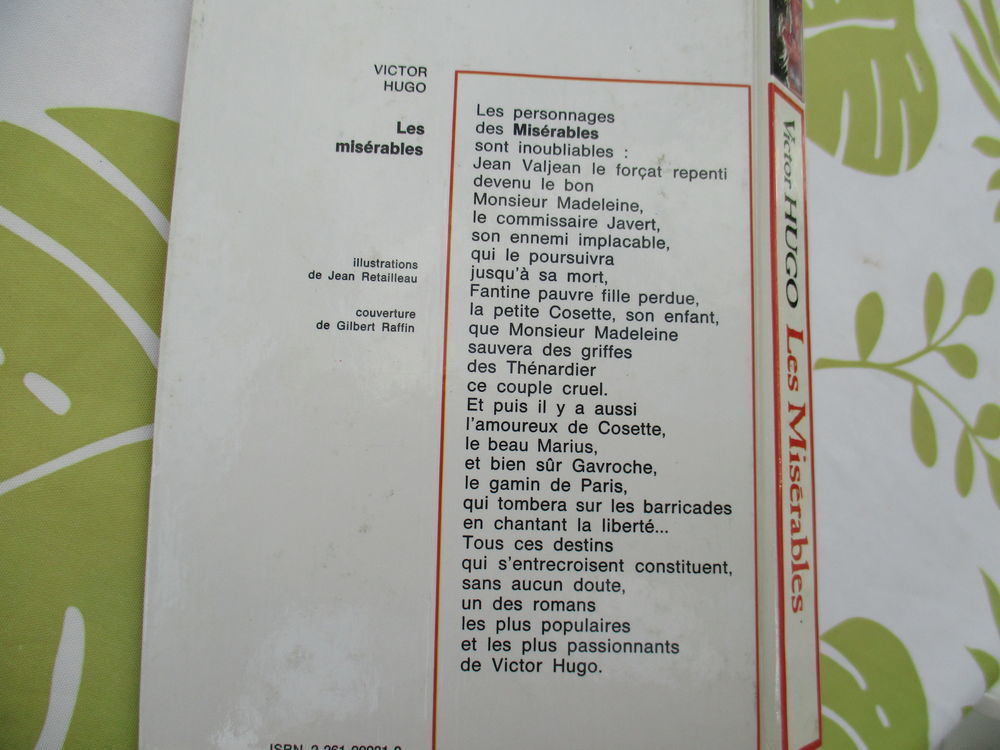 VICTOR
HUGO
Les
misérables
illustrations
de Jean Retailleau
couverture
de Gilbert Raffin
Les personnages
des Misérables
sont inoubliables :
Jean Valjean le forçat repenti
devenu le bon
Monsieur Madeleine,
le commissaire Javert,
son ennemi implacable,
qui le poursuivra
jusqu'à sa mort,
Fantine pauvre fille perdue,
la petite Cosette, son enfant,
que Monsieur Madeleine
sauvera des griffes
des Thénardier
ce couple cruel.
Et puis il y a aussi
l'amoureux de Cosette,
le beau Marius,
et bien sûr Gavroche,
le gamin de Paris,
qui tombera sur les barricades
en chantant la liberté...
Tous ces destins
qui s'entrecroisent constituent,
sans aucun doute,
un des romans
les plus populaires
et les plus passionnants
de Victor Hugo.
Victor HUGO Les Misérables
ISBN